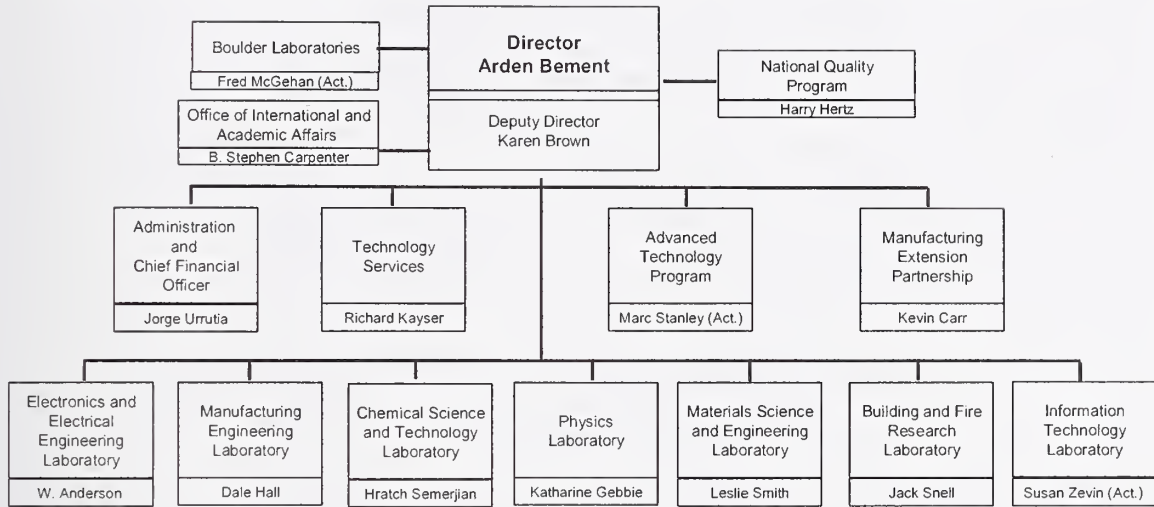 Boulder Laboratories
Fred McGehan (Act.)
Office of International and
Academic Affairs
B. Stephen Carpenter
Director
Arden Bement
Deputy Director
Karen Brown
National Quality
Program
Harry Hertz
Administration
and
Chief Financial
Officer
Jorge Urrutia
Technology
Services
Richard Kayser
Advanced
Technology
Program
Marc Stanley (Act.)
Manufacturing
Extension
Partnership
Kevin Carr
Electronics and
Electrical
Engineering
Laboratory
W. Anderson
Manufacturing
Engineering
Laboratory
Dale Hall
Chemical Science
and Technology
Laboratory
Hratch Semerjian
Physics
Laboratory
Katharine Gebbie
Materials Science
and Engineering
Laboratory
Leslie Smith
Building and Fire
Research
Laboratory
Jack Snell
Information
Technology
Laboratory
Susan Zevin (Act.)